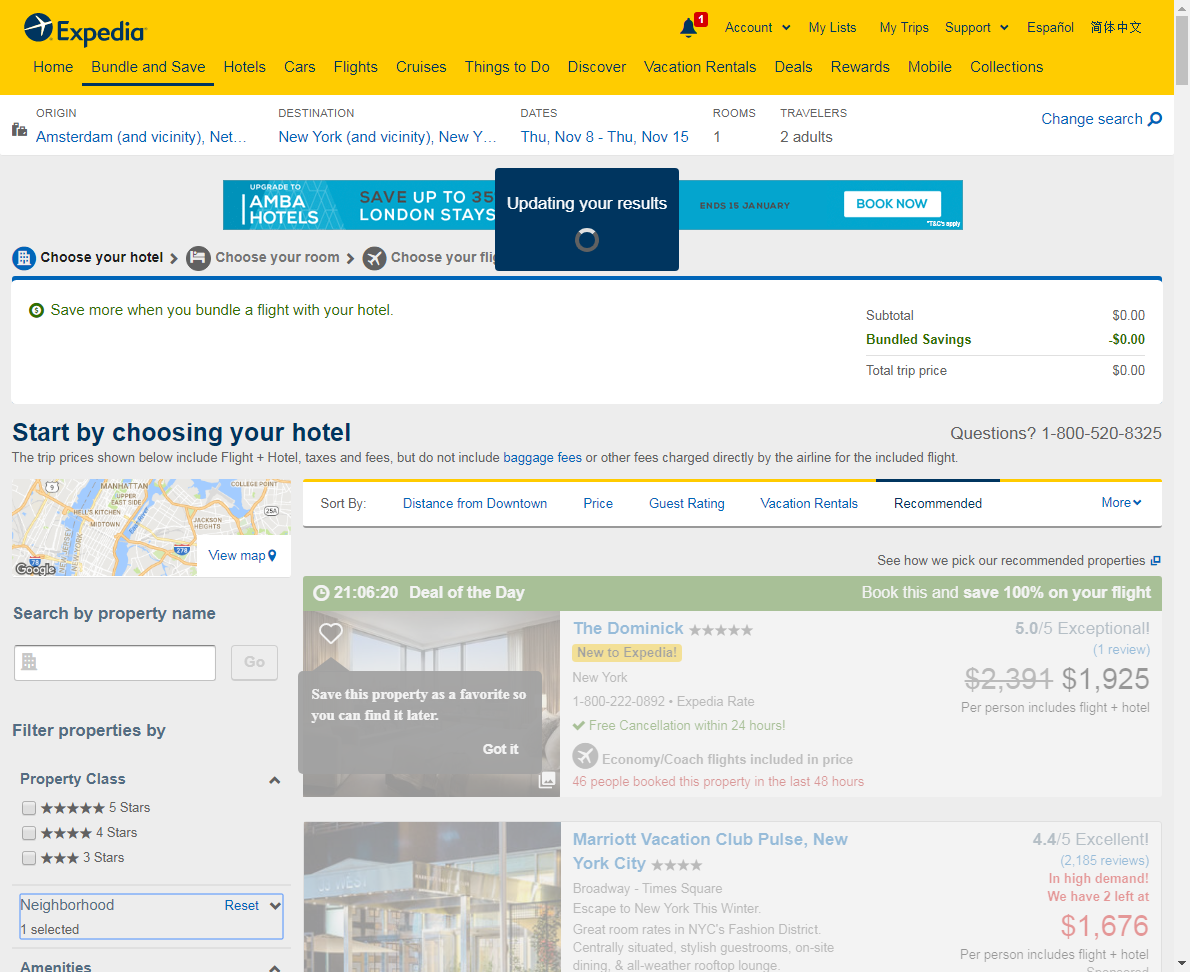 Expedia
1
Account
My Lists
My Trips
Support
Español
简体中文
Home
Bundle and Save
Hotels
Cars
Flights
Cruises
Things to Do
Discover
Vacation Rentals
Deals
Rewards
Mobile
Collections
ORIGIN
Amsterdam (and vicinity), Net...
DESTINATION
New York (and vicinity), New Y...
DATES
Thu, Nov 8 - Thu, Nov 15
ROOMS
1
TRAVELERS
2 adults
Change search
UPGRADE TO
AMBA
HOTELS
SAVE UP TO 35
LONDON STAYS
ENDS 15 JANUARY
BOOK NOW
*T&C's apply
Updating your results
Choose your hotel
Choose your room
Choose your flig
Save more when you bundle a flight with your hotel.
Subtotal $0.00
Bundled Savings -$0.00
Total trip price $0.00
Start by choosing your hotel
Questions? 1-800-520-8325
The trip prices shown below include Flight + Hotel, taxes and fees, but do not include baggage fees or other fees charged directly by the airline for the included flight.
9
MANHATTAN
COLLEGE POINT
UPPER
EAST SIDE
HELL'S KITCHEN
MIDTOWN
East River
25A
JACKSON
HEIGHTS
NEW JERSEY
NEW YORK
278
78
Google
View map
Sort By:
Distance from Downtown
Price
Guest Rating
Vacation Rentals
Recommended
More
See how we pick our recommended properties
Search by property name
Go
Filter properties by
Property Class
5 Stars
4 Stars
3 Stars
Neighborhood
Reset
1 selected
Amenities
21:06:20 Deal of the Day
Book this and save 100% on your flight
Save this property as a favorite so
you can find it later.
Got it
The Dominick
New to Expedia!
New York
1-800-222-0892 • Expedia Rate
Free Cancellation within 24 hours!
Economy/Coach flights included in price
46 people booked this property in the last 48 hours
5.0/5 Exceptional!
(1 review)
$2,391 $1,925
Per person includes flight + hotel
Marriott Vacation Club Pulse, New
York City
Broadway - Times Square
Escape to New York This Winter.
Great room rates in NYC's Fashion District.
Centrally situated, stylish guestrooms, on-site
dining, & all-weather rooftop lounge.
4.4/5 Excellent!
(2,185 reviews)
In high demand!
We have 2 left at
$1,676
Per person includes flight + hotel
Sponsored